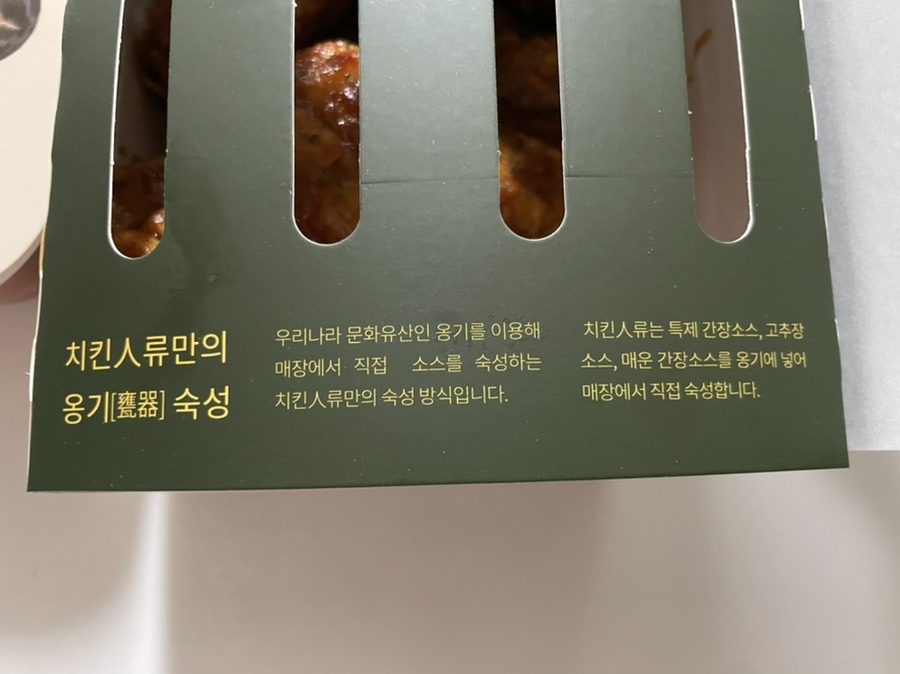 치킨人류만의
옹기[甕器] 숙성
우리나라 문화유산인 옹기를 이용해
매장에서 직접 소스를 숙성하는
치킨人류만의 숙성 방식입니다.
치킨人류는 특제 간장소스, 고추장
소스, 매운 간장소스를 옹기에 넣어
매장에서 직접 숙성합니다.